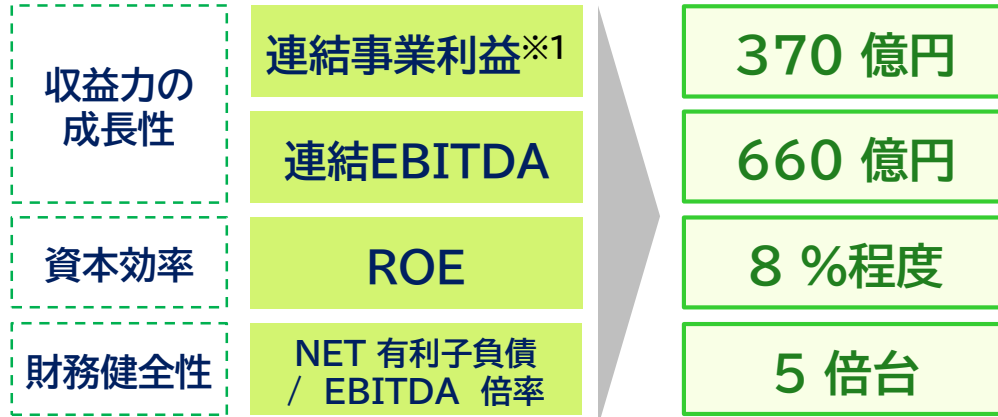 収益力の
成長性
連結事業利益※1
370 億円
連結EBITDA
660 億円
資本効率
ROE
8 %程度
財務健全性
NET 有利子負債
/ EBITDA 倍率
5 倍台